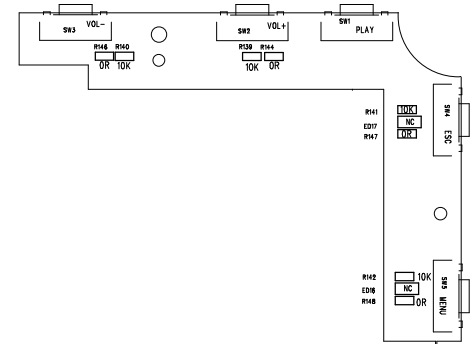 SW3 VOL-
SW2 VOL+
SW1
PLAY
R146 R140
0R 10K
R139 R144
10K 0R
R141 10K
ED17 NC
R147 0R
SW4 ESC
R142 10K
ED16 NC
R148 0R
SW5 MENU